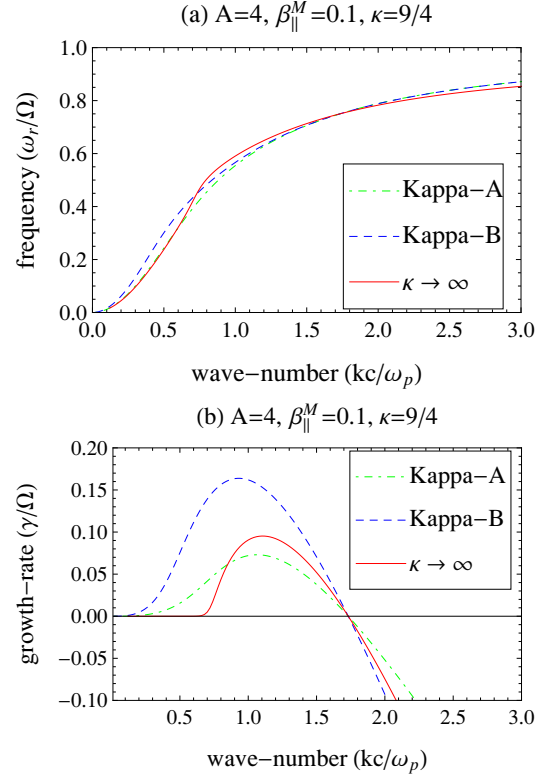 (a) A=4, β∥^M=0.1, κ=9/4
frequency (ω_r/Ω)
1.0
0.8
0.6
0.4
0.2
0.0
Kappa−A
Kappa−B
κ → ∞
0.0 0.5 1.0 1.5 2.0 2.5 3.0
wave−number (kc/ω_p)
(b) A=4, β∥^M=0.1, κ=9/4
growth−rate (γ/Ω)
0.20
0.15
0.10
0.05
0.00
−0.05
−0.10
Kappa−A
Kappa−B
κ → ∞
0.5 1.0 1.5 2.0 2.5 3.0
wave−number (kc/ω_p)